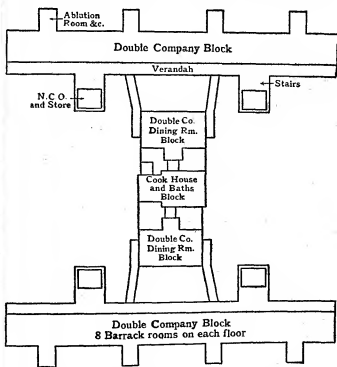 Ablution
Room &c.
Double Company Block
Verandah
N.C.O.
and Store
Stairs
Double Co.
Dining Rm.
Block
Cook House
and Baths
Block
Double Co.
Dining Rm.
Block
Double Company Block
8 Barrack rooms on each floor